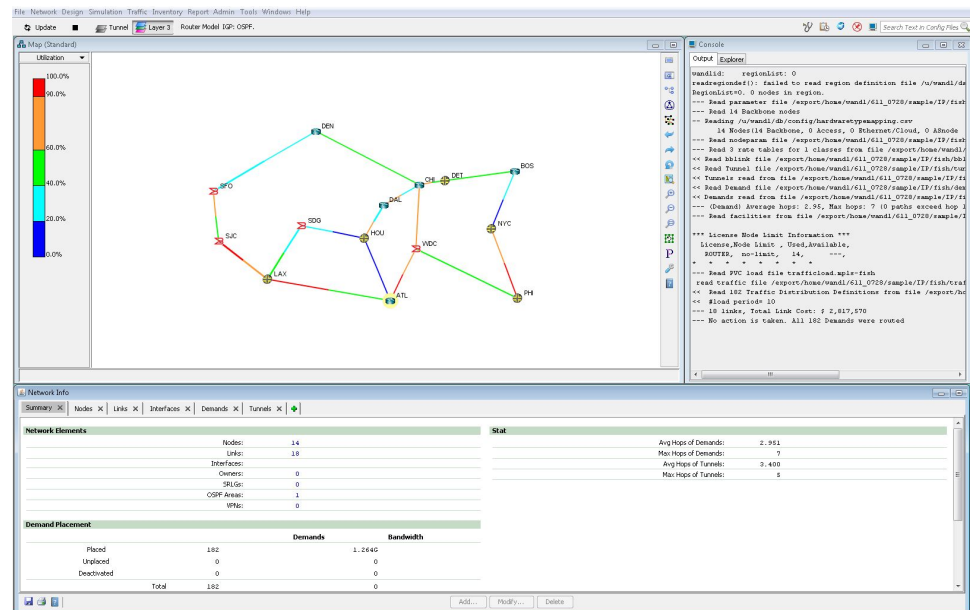 File Network Design Simulation Traffic Inventory Report Admin Tools Windows Help
Update Tunnel Layer 3 Router Model IGP: OSPF. Search Text in Config Files
Map (Standard)
Utilization
100.0%
90.0%
60.0%
40.0%
20.0%
0.0%
DEN
BOS
CHI
DET
SFO
DAL
SDG
NYC
SJC
HOU
WDC
LAX
ATL
PHI
P
Console
Output Explorer
wandlid: regionList: 0
readregiondef(): failed to read region definition file /u/wandl/da
RegionList=0. 0 nodes in region.
--- Read parameter file /export/home/wandl/611_0728/sample/IP/fish
--- Read 14 Backbone nodes
-- Reading /u/wandl/db/config/hardwaretypemapping.csv
14 Nodes(14 Backbone, 0 Access, 0 Ethernet/Cloud, 0 ASnode
--- Read nodeparam file /export/home/wandl/611_0728/sample/IP/fish
--- Read 3 rate tables for 1 classes from file /export/home/wandl/
<< Read bblink file /export/home/wandl/611_0728/sample/IP/fish/bbl
<< Read Tunnel file /export/home/wandl/611_0728/sample/IP/fish/tun
<< Tunnels read from file /export/home/wandl/611_0728/sample/IP/fi
<< Read Demand file /export/home/wandl/611_0728/sample/IP/fish/dem
<< Demands read from file /export/home/wandl/611_0728/sample/IP/fi
--- (Demand) Average hops: 2.95, Max hops: 7 (0 paths exceed hop l
--- Read facilities from file /export/home/wandl/611_0728/sample/I
*** License Node Limit Information ***
License,Node Limit , Used,Available,
ROUTER, no-limit, 14, ---,
* * * * * * * *
--- Read PVC load file trafficload.mpls-fish
read traffic file /export/home/wandl/611_0728/sample/IP/fish/traf
<< Read 182 Traffic Distribution Definitions from file /export/ho
<< #load period= 10
--- 18 links, Total Link Cost: $ 2,817,570
--- No action is taken. All 182 Demands were routed
Network Info
Summary Nodes Links Interfaces Demands Tunnels
Network Elements
Nodes: 14
Links: 18
Interfaces:
Owners: 0
SRLGs: 0
OSPF Areas: 1
VPNs: 0
Stat
Avg Hops of Demands: 2.951
Max Hops of Demands: 7
Avg Hops of Tunnels: 3.400
Max Hops of Tunnels: 5
Demand Placement
Demands Bandwidth
Placed 182 1.264G
Unplaced 0 0
Deactivated 0 0
Total 182 0
Add... Modify... Delete